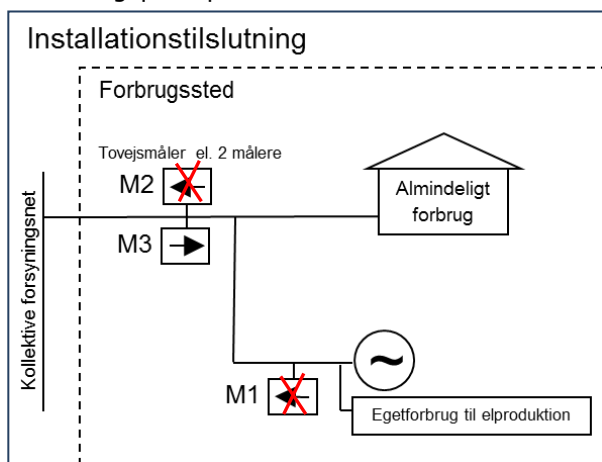 Installationstilslutning
Forbrugssted
Tovejsmåler el. 2 målere
M2
Almindeligt
forbrug
M3
Kollektive forsyningsnet
~
M1
Egetforbrug til elproduktion